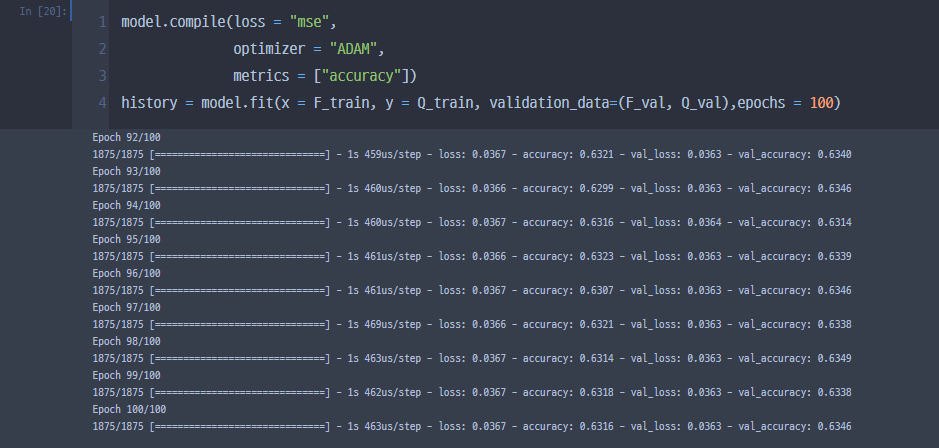 In [20]:
1 model.compile(loss = "mse",
2 optimizer = "ADAM",
3 metrics = ["accuracy"])
4 history = model.fit(x = F_train, y = Q_train, validation_data=(F_val, Q_val),epochs = 100)
Epoch 92/100
1875/1875 [==============================] - 1s 459us/step - loss: 0.0367 - accuracy: 0.6321 - val_loss: 0.0363 - val_accuracy: 0.6340
Epoch 93/100
1875/1875 [==============================] - 1s 460us/step - loss: 0.0366 - accuracy: 0.6299 - val_loss: 0.0363 - val_accuracy: 0.6346
Epoch 94/100
1875/1875 [==============================] - 1s 460us/step - loss: 0.0367 - accuracy: 0.6316 - val_loss: 0.0364 - val_accuracy: 0.6314
Epoch 95/100
1875/1875 [==============================] - 1s 461us/step - loss: 0.0366 - accuracy: 0.6323 - val_loss: 0.0363 - val_accuracy: 0.6339
Epoch 96/100
1875/1875 [==============================] - 1s 461us/step - loss: 0.0367 - accuracy: 0.6307 - val_loss: 0.0363 - val_accuracy: 0.6346
Epoch 97/100
1875/1875 [==============================] - 1s 469us/step - loss: 0.0366 - accuracy: 0.6321 - val_loss: 0.0363 - val_accuracy: 0.6338
Epoch 98/100
1875/1875 [==============================] - 1s 463us/step - loss: 0.0367 - accuracy: 0.6314 - val_loss: 0.0363 - val_accuracy: 0.6349
Epoch 99/100
1875/1875 [==============================] - 1s 462us/step - loss: 0.0367 - accuracy: 0.6318 - val_loss: 0.0363 - val_accuracy: 0.6338
Epoch 100/100
1875/1875 [==============================] - 1s 463us/step - loss: 0.0367 - accuracy: 0.6316 - val_loss: 0.0363 - val_accuracy: 0.6346